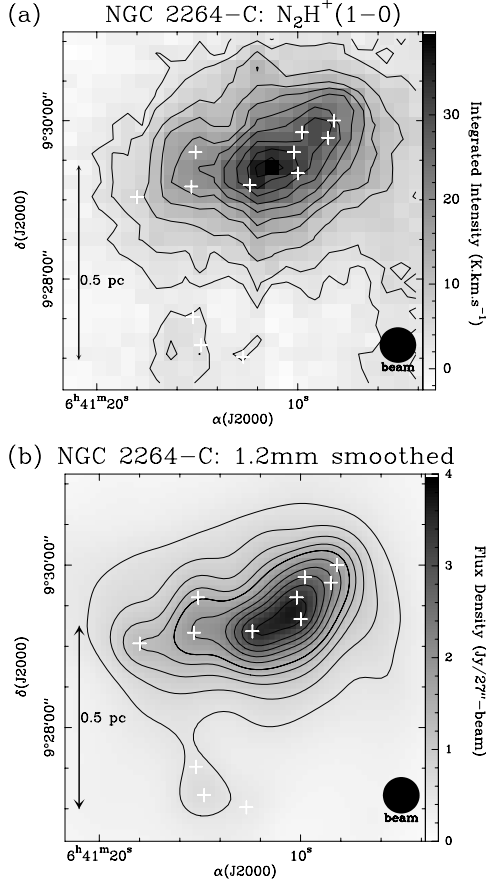 (a) NGC 2264-C: N₂H⁺(1-0)
9°30'00"
9°28'00"
δ(J2000)
0.5 pc
beam
6ʰ41ᵐ20ˢ
10ˢ
α(J2000)
30
20
10
0
Integrated Intensity (K.km.s⁻¹)
(b) NGC 2264-C: 1.2mm smoothed
9°30'00"
9°28'00"
δ(J2000)
0.5 pc
beam
6ʰ41ᵐ20ˢ
10ˢ
α(J2000)
4
3
2
1
0
Flux Density (Jy/27"-beam)